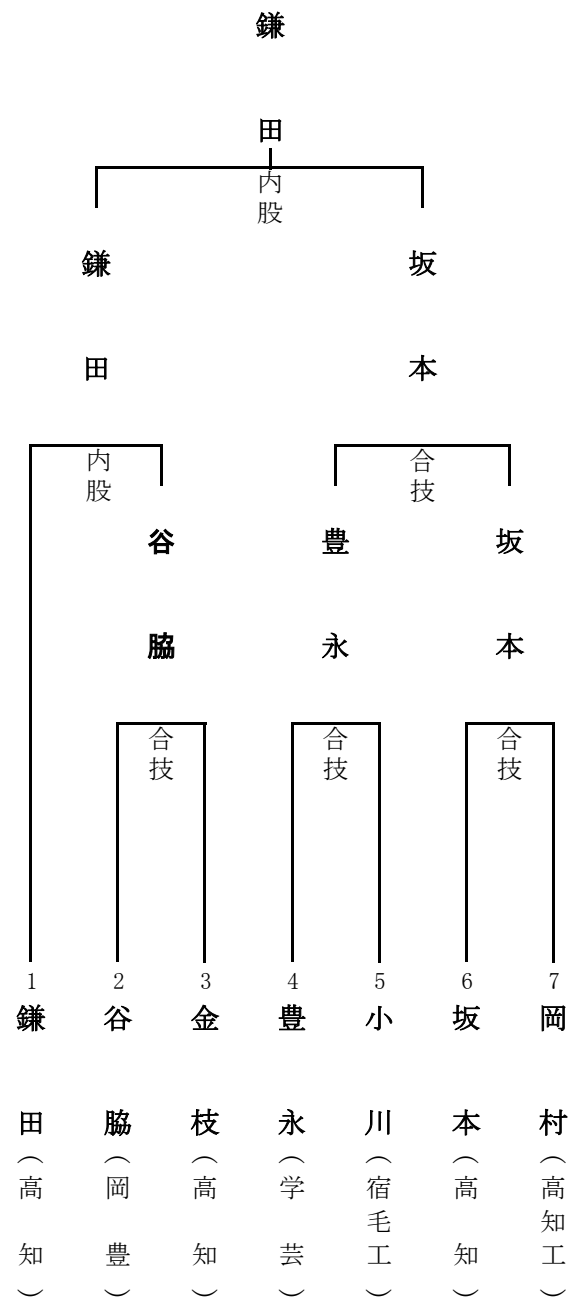 鎌田
内股
鎌田
坂本
内股
合技
谷脇
豊永
坂本
合技
合技
合技
1 鎌田（高知）
2 谷脇（岡豊）
3 金枝（高知）
4 豊永（学芸）
5 小川（宿毛工）
6 坂本（高知）
7 岡村（高知工）